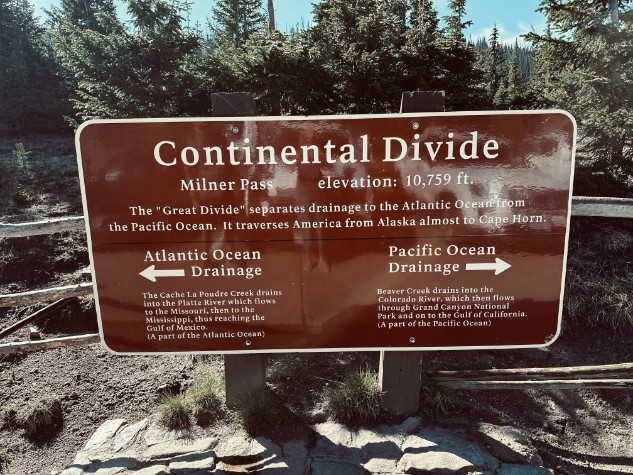 Continental Divide
Milner Pass elevation: 10,759 ft.
The "Great Divide" separates drainage to the Atlantic Ocean from
the Pacific Ocean. It traverses America from Alaska almost to Cape Horn.
Atlantic Ocean
Drainage
The Cache La Poudre Creek drains
into the Platte River which flows
to the Missouri, then to the
Mississippi, thus reaching the
Gulf of Mexico.
(A part of the Atlantic Ocean)
Pacific Ocean
Drainage
Beaver Creek drains into the
Colorado River, which then flows
through Grand Canyon National
Park and on to the Gulf of California.
(A part of the Pacific Ocean)